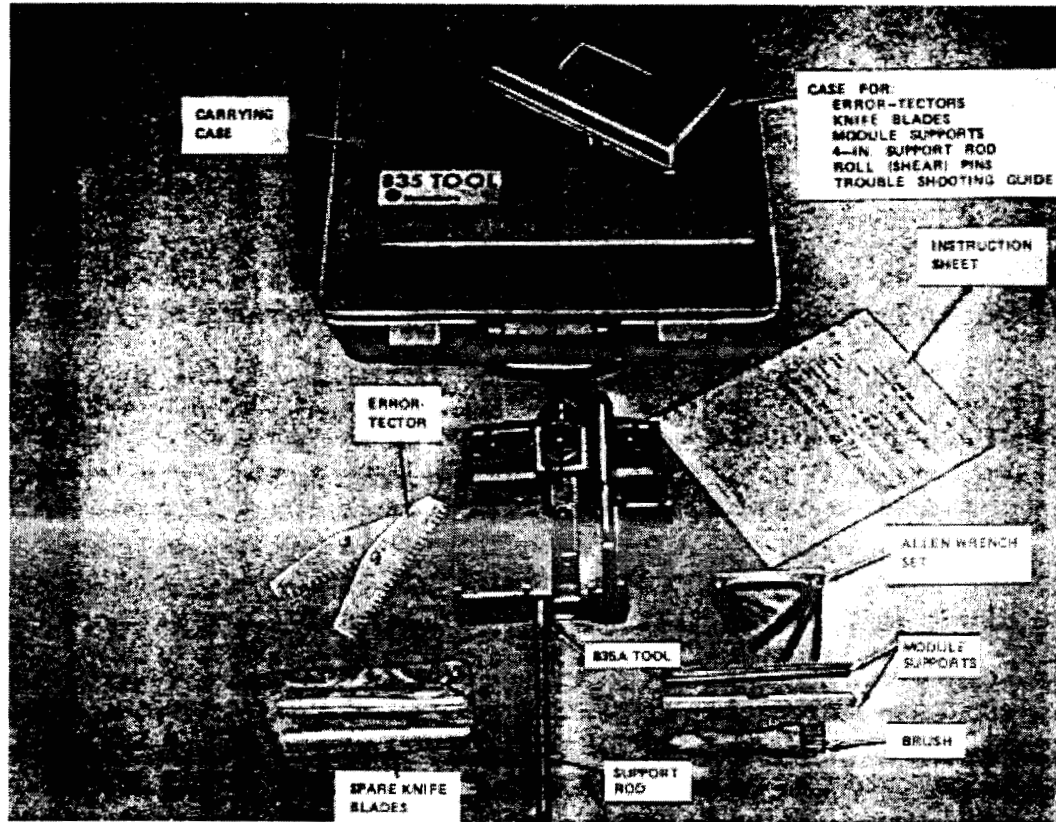 CARRYING
CASE
CASE FOR:
ERROR-TECTORS
KNIFE BLADES
MODULE SUPPORTS
4-IN. SUPPORT ROD
ROLL (SHEAR) PINS
TROUBLE SHOOTING GUIDE
835 TOOL
INSTRUCTION
SHEET
ERROR-
TECTOR
ALLEN WRENCH
SET
835A TOOL
MODULE
SUPPORTS
BRUSH
SUPPORT
ROD
SPARE KNIFE
BLADES